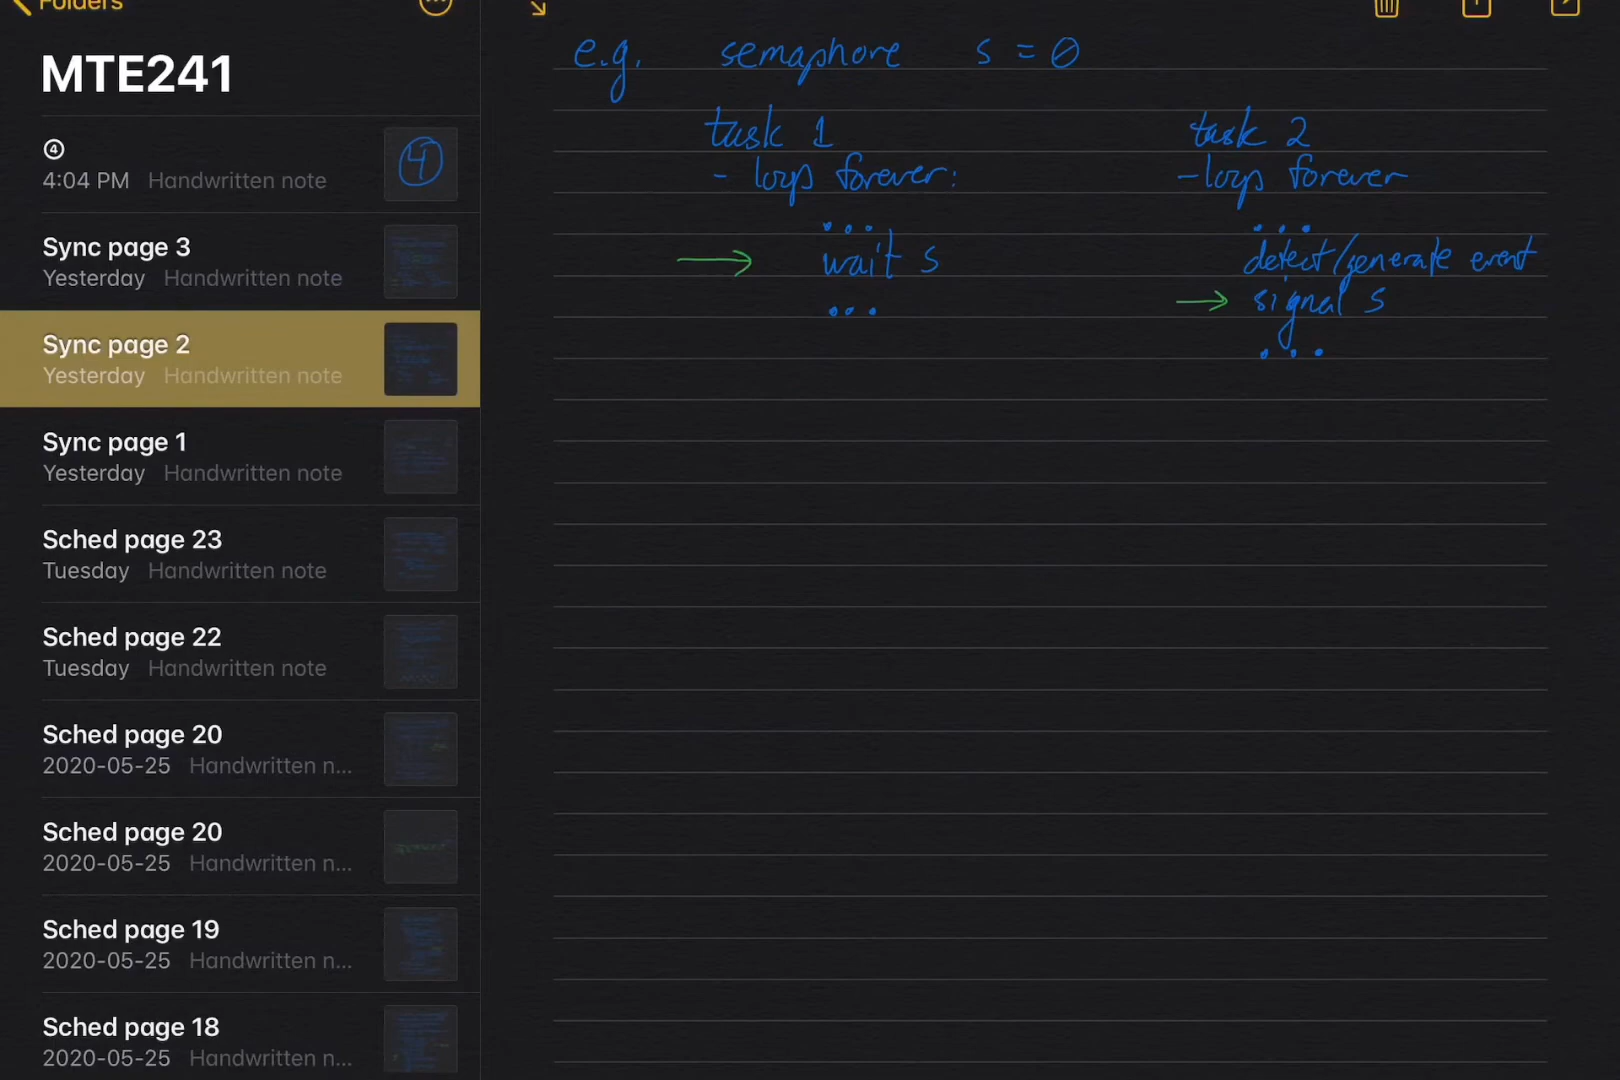 Folders
MTE241
④
4:04 PM Handwritten note
④
Sync page 3
Yesterday Handwritten note
Sync page 2
Yesterday Handwritten note
Sync page 1
Yesterday Handwritten note
Sched page 23
Tuesday Handwritten note
Sched page 22
Tuesday Handwritten note
Sched page 20
2020-05-25 Handwritten n...
Sched page 20
2020-05-25 Handwritten n...
Sched page 19
2020-05-25 Handwritten n...
Sched page 18
2020-05-25 Handwritten n...
e.g. semaphore s = 0
task 1
- loop forever:
...
wait s
...
task 2
- loop forever
...
detect/generate event
signal s
...